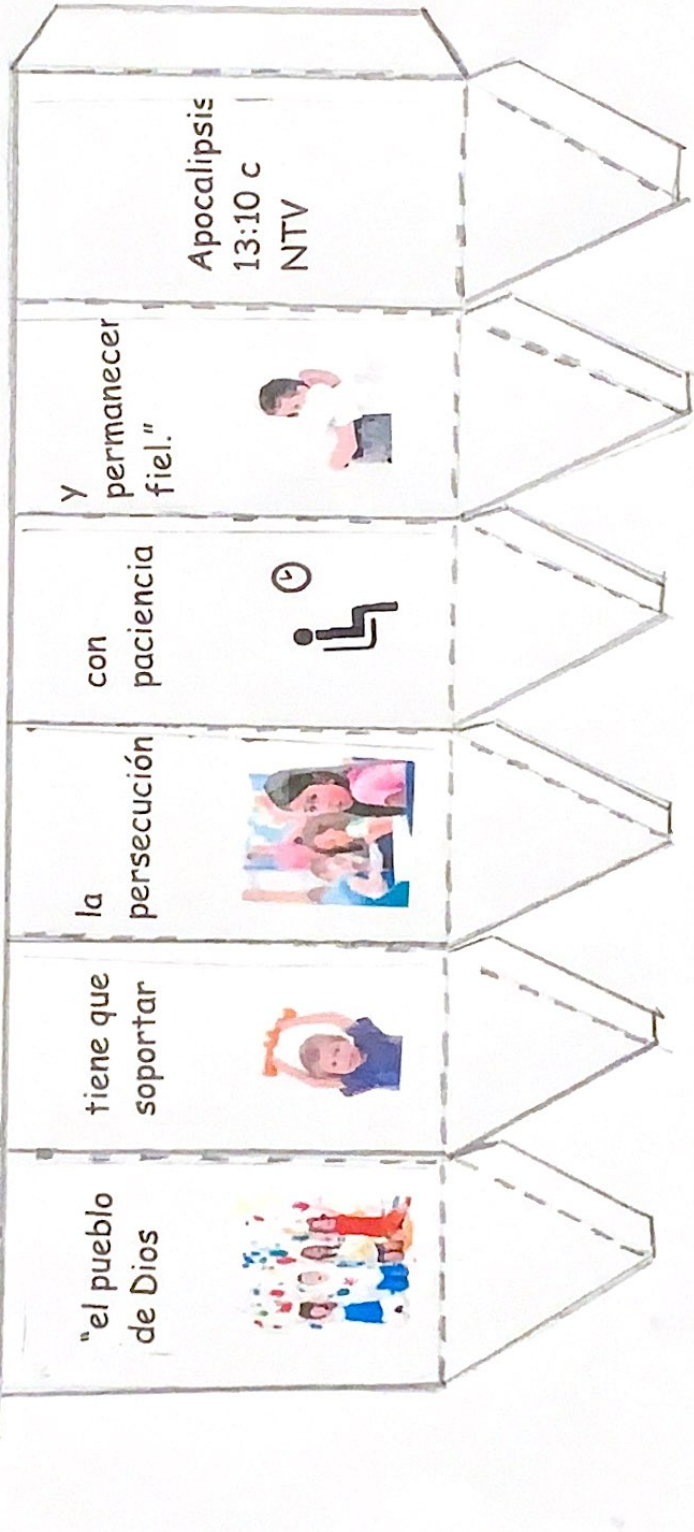 "el pueblo
de Dios
tiene que
soportar
la
persecución
con
paciencia
y
permanecer
fiel."
Apocalipsis
13:10 c
NTV